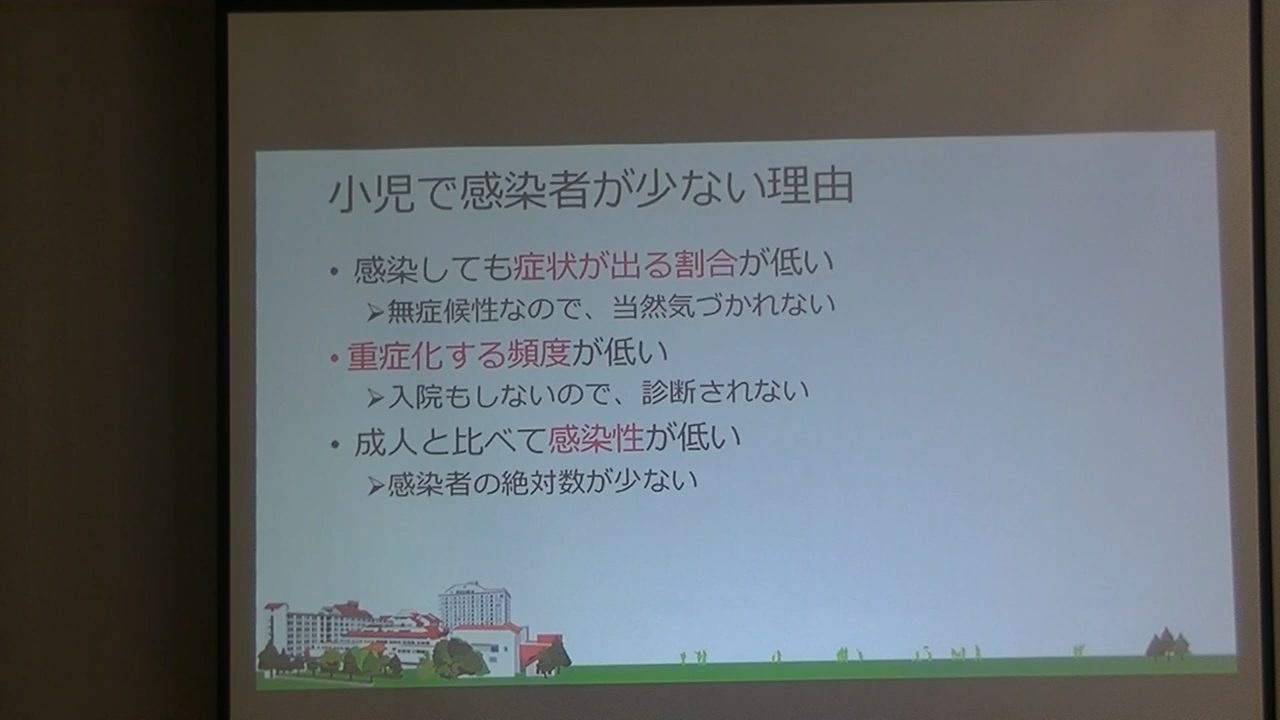 小児で感染者が少ない理由
• 感染しても症状が出る割合が低い
➢無症候性なので、当然気づかれない
• 重症化する頻度が低い
➢入院もしないので、診断されない
• 成人と比べて感染性が低い
➢感染者の絶対数が少ない